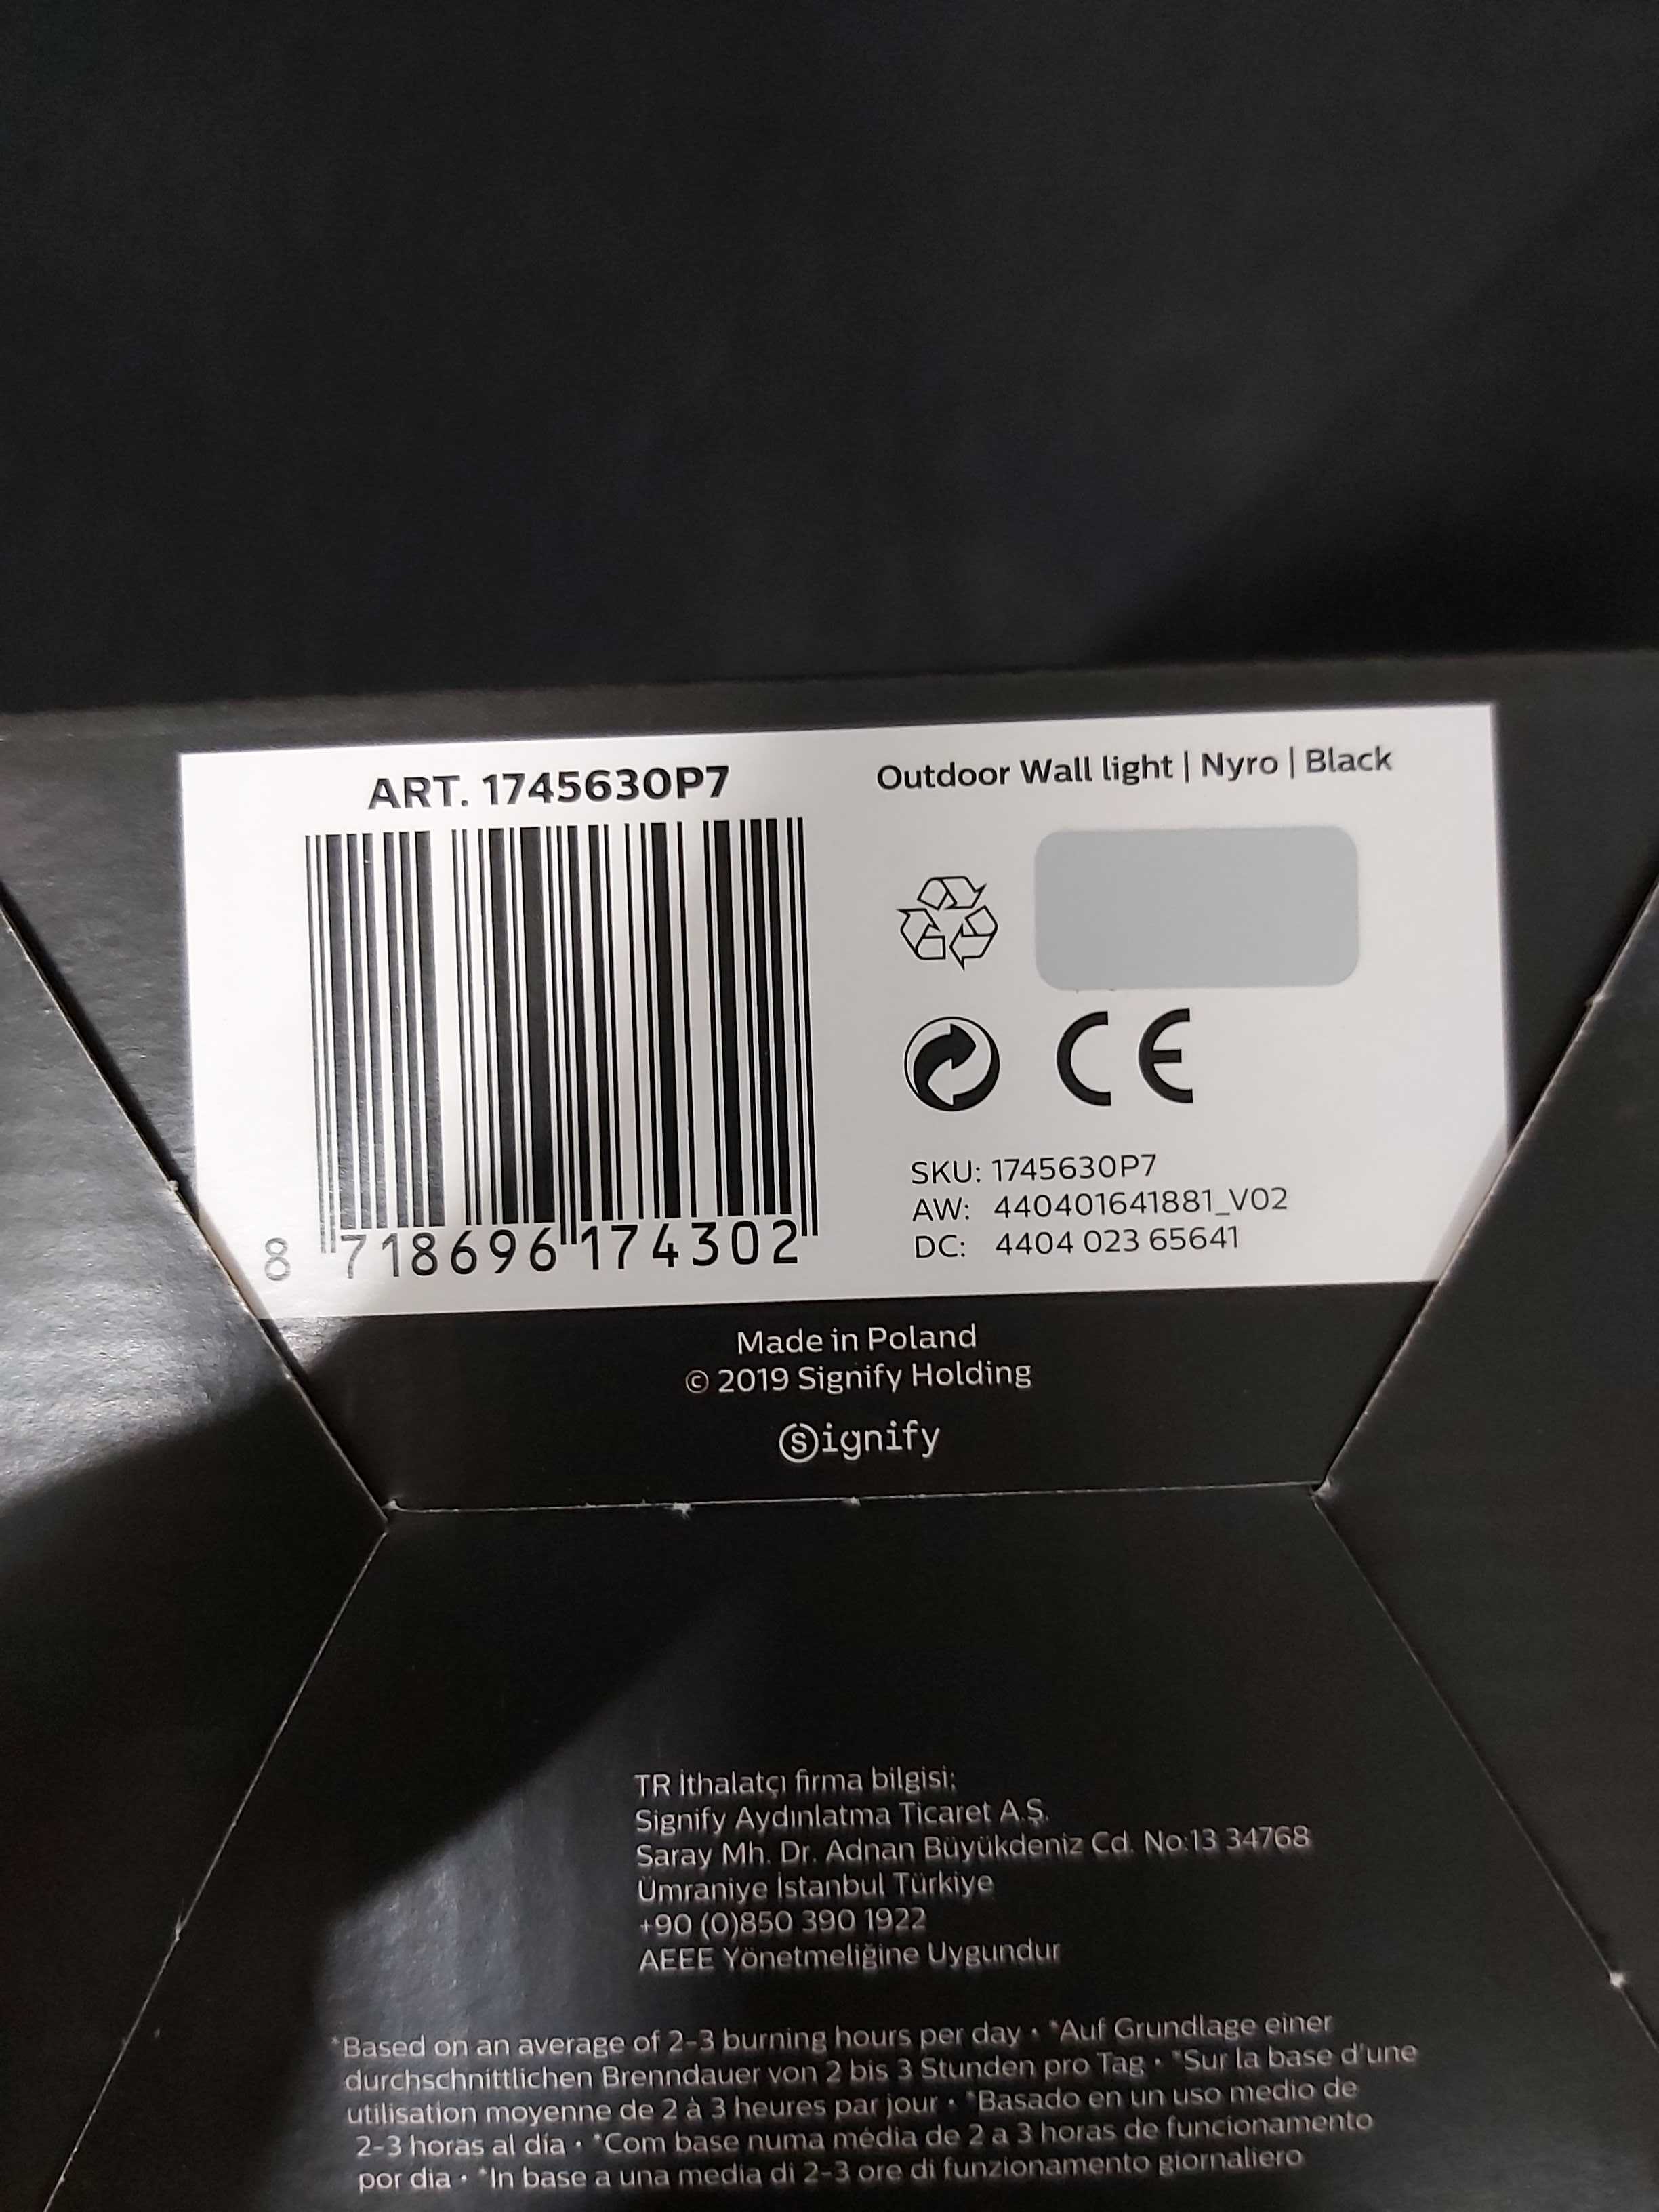 ART. 1745630P7
Outdoor Wall light | Nyro | Black
CE
8 718696 174302
SKU: 1745630P7
AW: 440401641881_V02
DC: 4404 023 65641
Made in Poland
© 2019 Signify Holding
Signify
TR İthalatçı firma bilgisi:
Signify Aydınlatma Ticaret A.Ş.
Saray Mh. Dr. Adnan Büyükdeniz Cd. No:13 34768
Ümraniye İstanbul Türkiye
+90 (0)850 390 1922
AEEE Yönetmeliğine Uygundur
*Based on an average of 2-3 burning hours per day • *Auf Grundlage einer
durchschnittlichen Brenndauer von 2 bis 3 Stunden pro Tag • *Sur la base d'une
utilisation moyenne de 2 à 3 heures par jour • *Basado en un uso medio de
2-3 horas al día • *Com base numa média de 2 a 3 horas de funcionamento
por dia • *In base a una media di 2-3 ore di funzionamento giornaliero